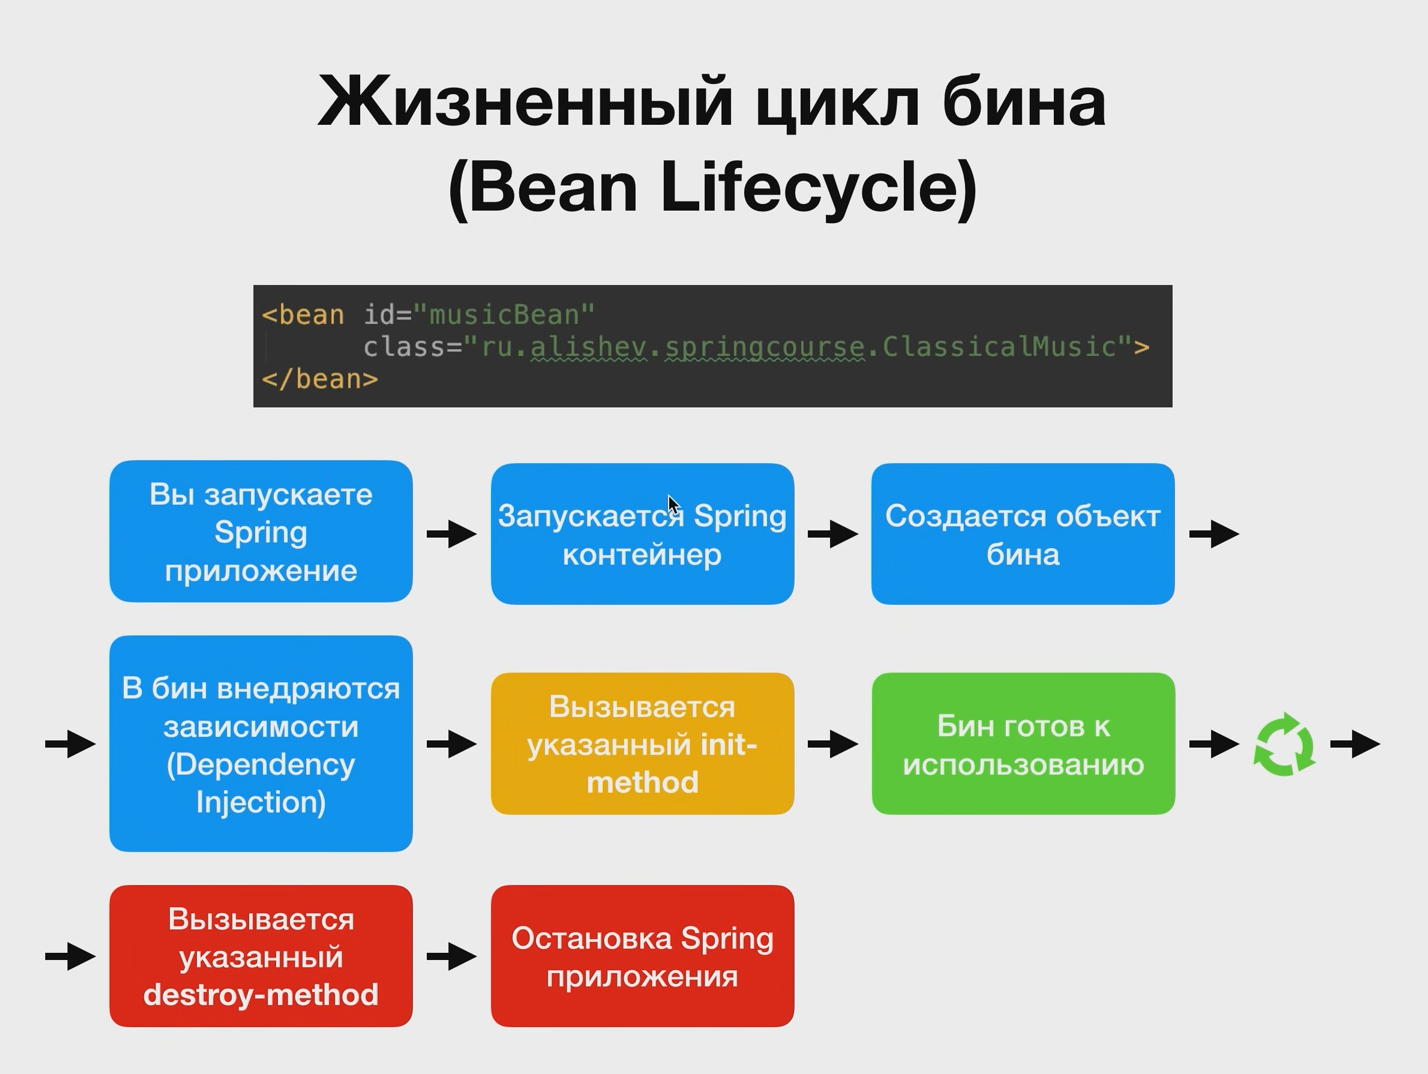 Жизненный цикл бина
(Bean Lifecycle)
<bean id="musicBean"
class="ru.alishev.springcourse.ClassicalMusic">
</bean>
Вы запускаете
Spring
приложение
Запускается Spring
контейнер
Создается объект
бина
В бин внедряются
зависимости
(Dependency
Injection)
Вызывается
указанный init-
method
Бин готов к
использованию
Вызывается
указанный
destroy-method
Остановка Spring
приложения